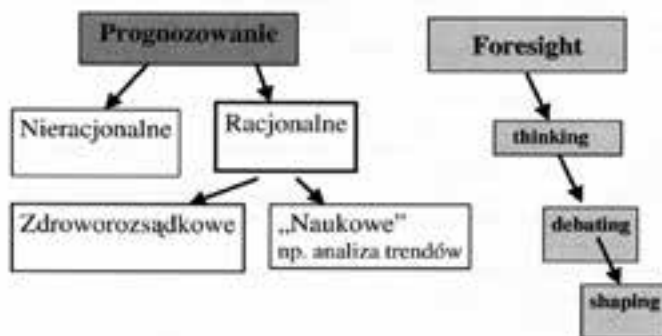 Prognozowanie
Nieracjonalne
Racjonalne
Zdroworozsądkowe
„Naukowe”
np. analiza trendów
Foresight
thinking
debating
shaping